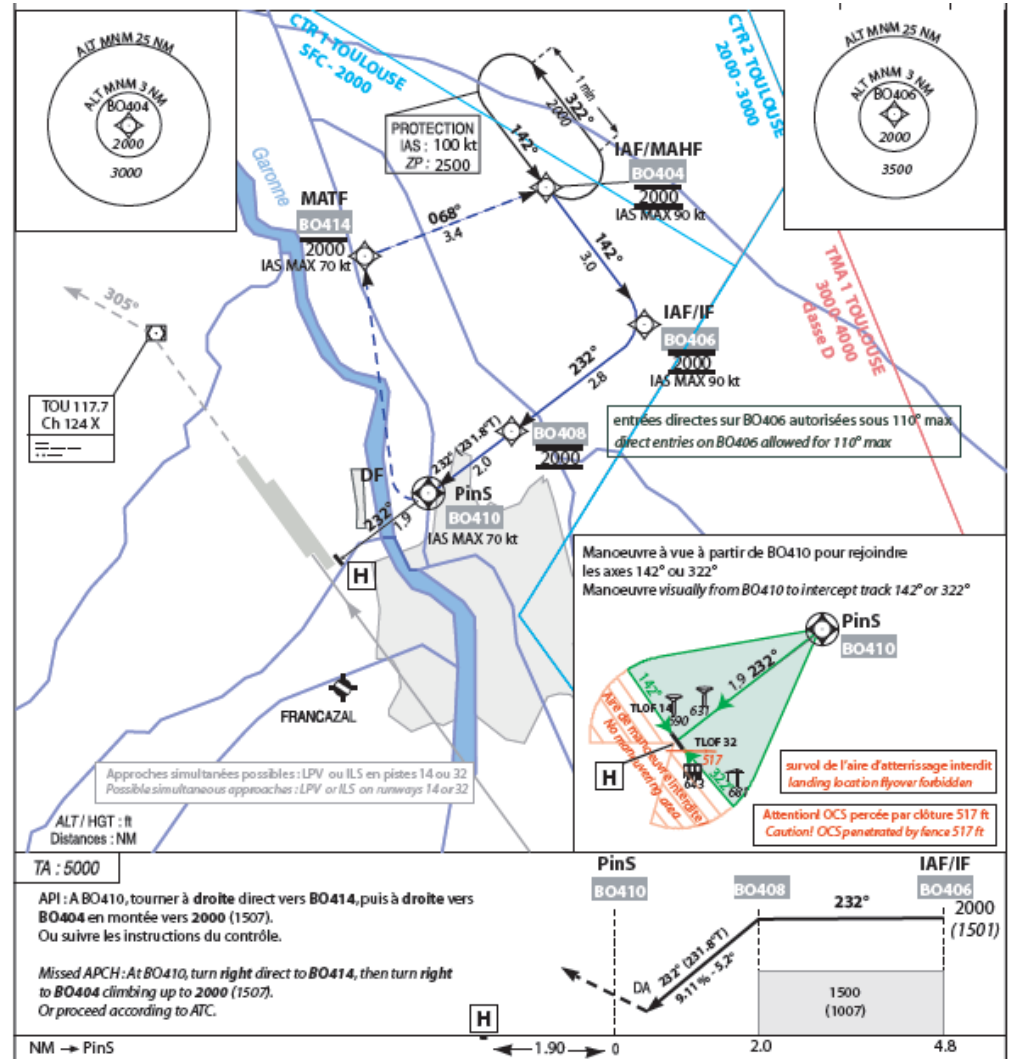 ALT MNM 25 NM
ALT MNM 3 NM
BO404
2000
3000
CTR 1 TOULOUSE
SFC - 2000
CTR 2 TOULOUSE
2000 - 3000
ALT MNM 25 NM
ALT MNM 3 NM
BO406
2000
3500
1 min
322°
2000
142°
PROTECTION
IAS : 100 kt
ZP : 2500
IAF/MAHF
BO404
2000
IAS MAX 90 kt
Garonne
MATF
BO414
2000
IAS MAX 70 kt
068°
3.4
142°
3.0
TMA 1 TOULOUSE
3000 - 4000
classe D
305°
IAF/IF
BO406
2000
IAS MAX 90 kt
232°
2.8
TOU 117.7
Ch 124 X
entrées directes sur BO406 autorisées sous 110° max
direct entries on BO406 allowed for 110° max
BO408
2000
232° (231.8°T)
2.0
DF
PinS
BO410
IAS MAX 70 kt
232°
1.9
H
Manoeuvre à vue à partir de BO410 pour rejoindre
les axes 142° ou 322°
Manoeuvre visually from BO410 to intercept track 142° or 322°
PinS
BO410
1,9 232°
142°
TLOF 14
690
631
TLOF 32
517
H
643
322°
681
Aire de manoeuvre interdite/
No manuvering area
survol de l'aire d'atterrissage interdit
landing location flyover forbidden
Attention! OCS percée par clôture 517 ft
Caution! OCS penetrated by fence 517 ft
FRANCAZAL
Approches simultanées possibles : LPV ou ILS en pistes 14 ou 32
Possible simultaneous approaches : LPV or ILS on runways 14 or 32
ALT / HGT : ft
Distances : NM
TA : 5000
API : A BO410, tourner à droite direct vers BO414, puis à droite vers
BO404 en montée vers 2000 (1507).
Ou suivre les instructions du contrôle.
Missed APCH : At BO410, turn right direct to BO414, then turn right
to BO404 climbing up to 2000 (1507).
Or proceed according to ATC.
PinS
BO410
BO408
IAF/IF
BO406
232°
2000
(1501)
DA
232° (231.8°T)
9.11 % - 5,2°
1500
(1007)
H
NM → PinS
1.90
0
2.0
4.8